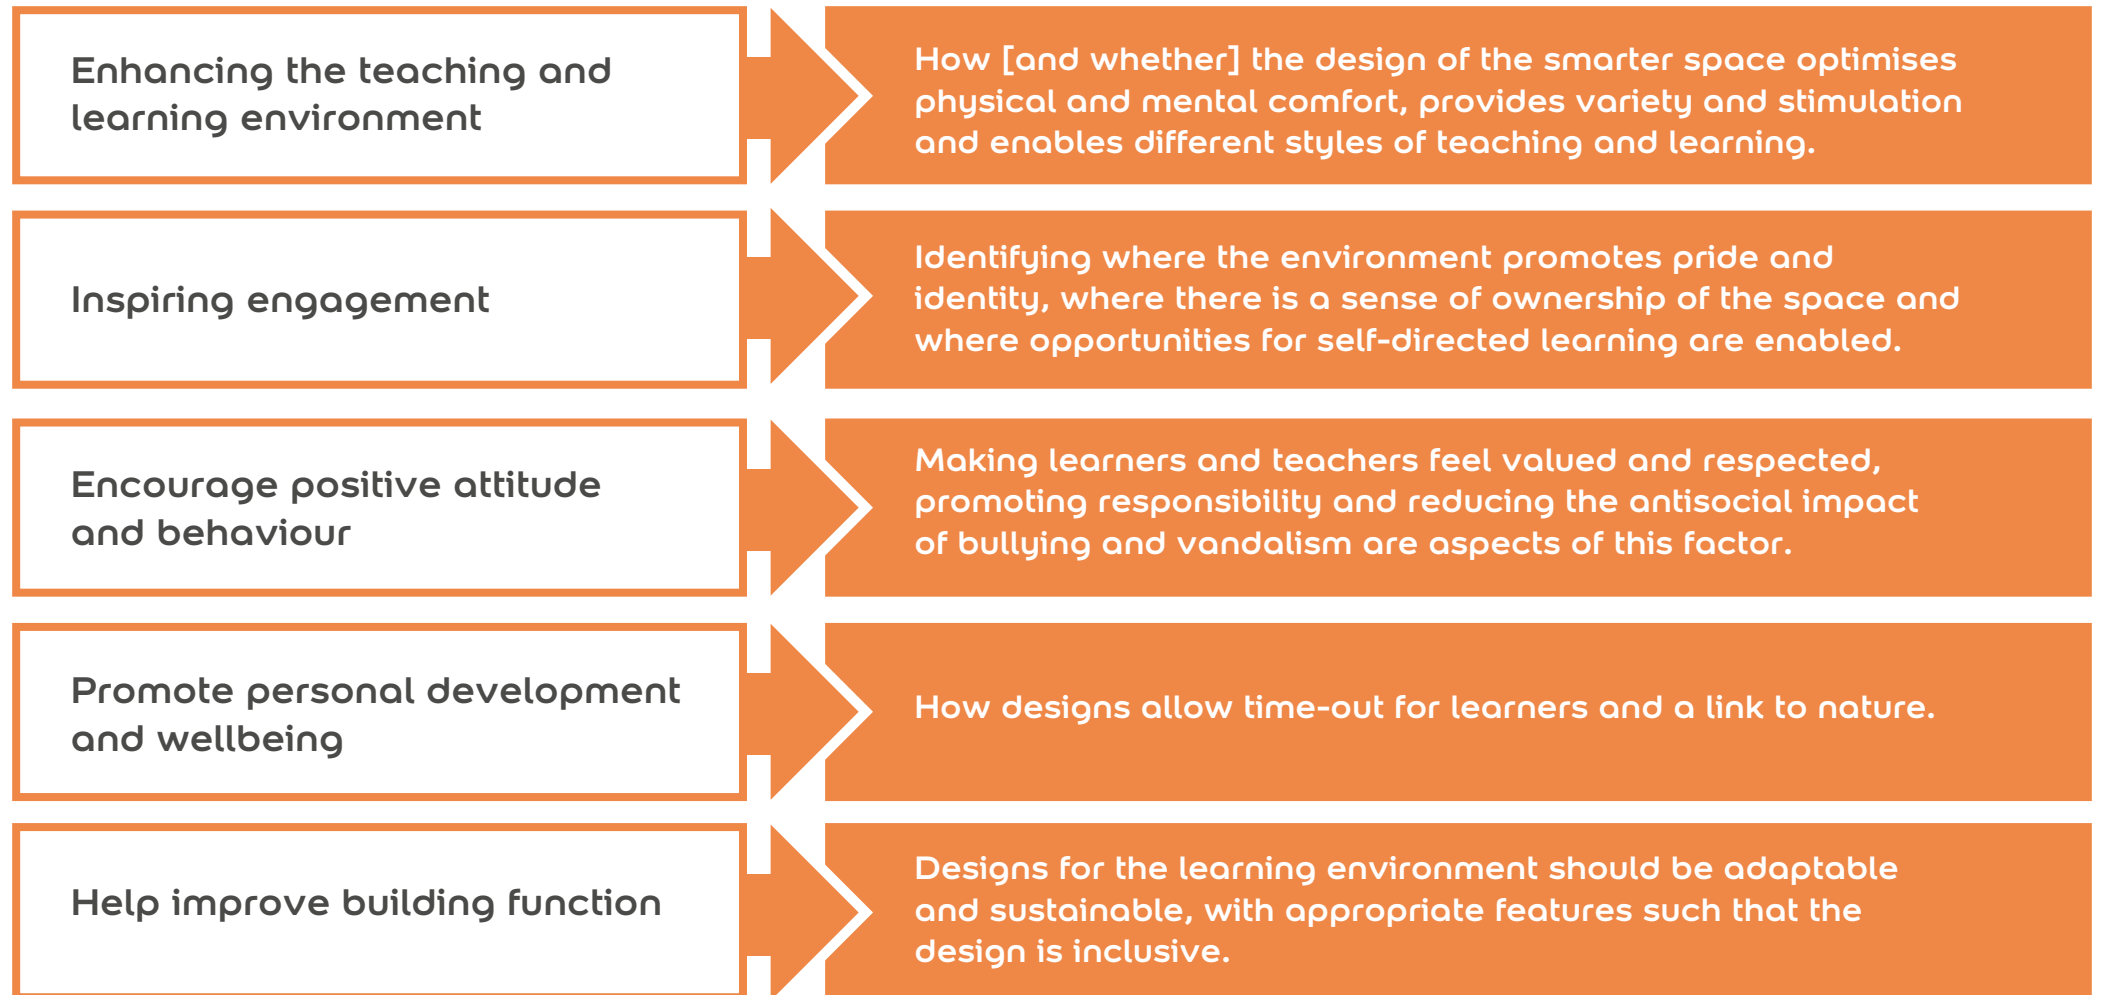 Enhancing the teaching and
learning environment
How [and whether] the design of the smarter space optimises
physical and mental comfort, provides variety and stimulation
and enables different styles of teaching and learning.
Inspiring engagement
Identifying where the environment promotes pride and
identity, where there is a sense of ownership of the space and
where opportunities for self-directed learning are enabled.
Encourage positive attitude
and behaviour
Making learners and teachers feel valued and respected,
promoting responsibility and reducing the antisocial impact
of bullying and vandalism are aspects of this factor.
Promote personal development
and wellbeing
How designs allow time-out for learners and a link to nature.
Help improve building function
Designs for the learning environment should be adaptable
and sustainable, with appropriate features such that the
design is inclusive.